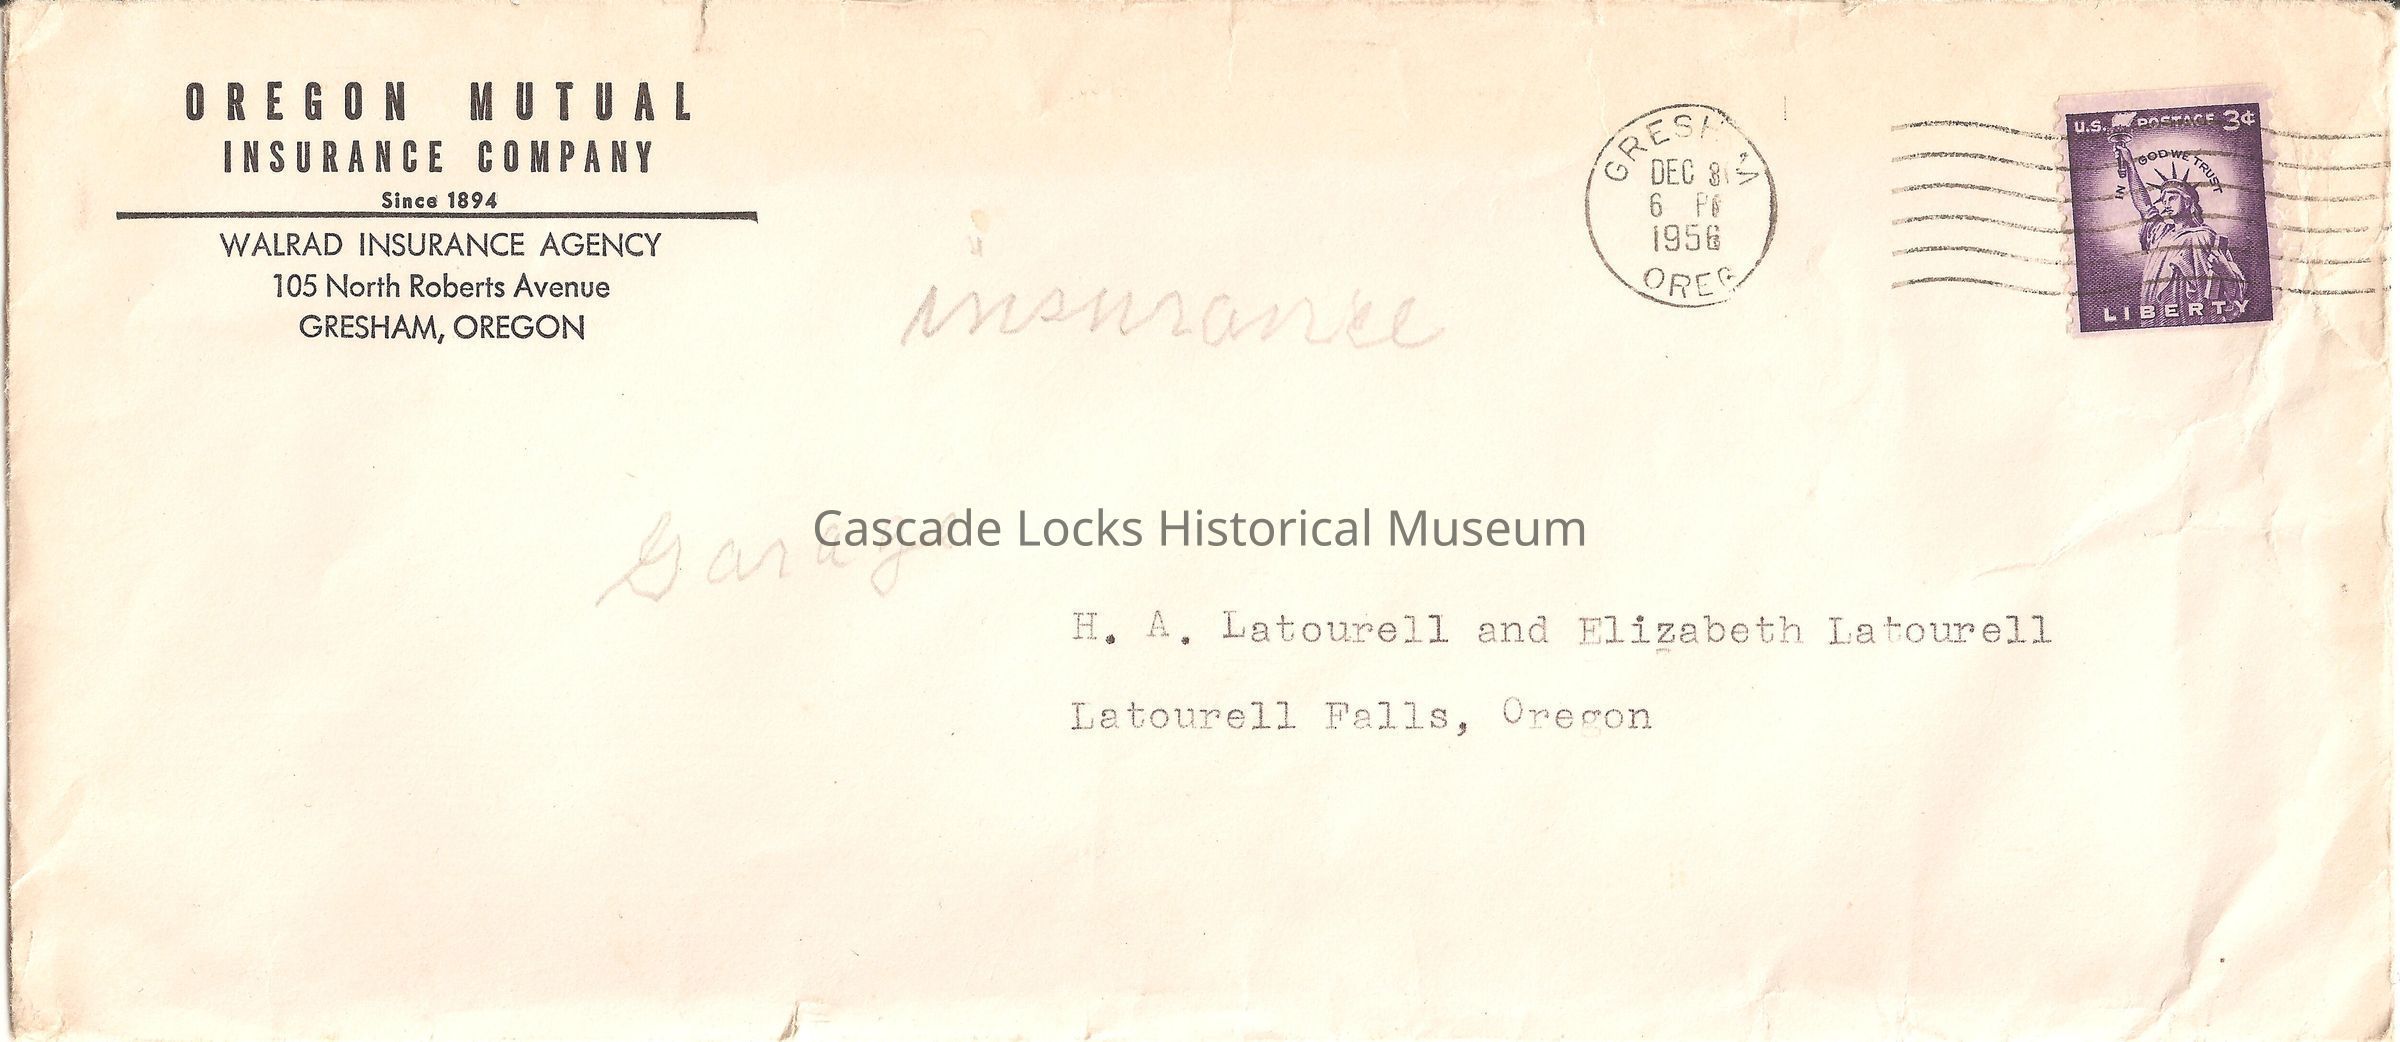 OREGON MUTUAL
INSURANCE COMPANY
Since 1894
WALRAD INSURANCE AGENCY
105 North Roberts Avenue
GRESHAM, OREGON
GRESHAM
DEC
6 PM
1956
OREG
U.S. POSTAGE 3¢
IN GOD WE TRUST
LIBERTY
insurance
Garage
Cascade Locks Historical Museum
H. A. Latourell and Elizabeth Latourell
Latourell Falls, Oregon